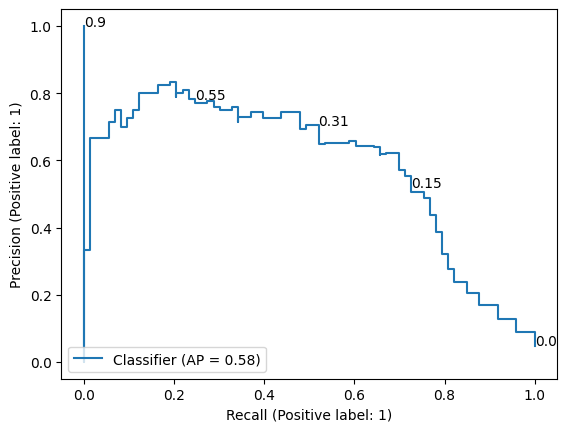 1.0
0.8
0.6
0.4
0.2
0.0
Precision (Positive label: 1)
0.9
0.55
0.31
0.15
0.0
Classifier (AP = 0.58)
0.0 0.2 0.4 0.6 0.8 1.0
Recall (Positive label: 1)